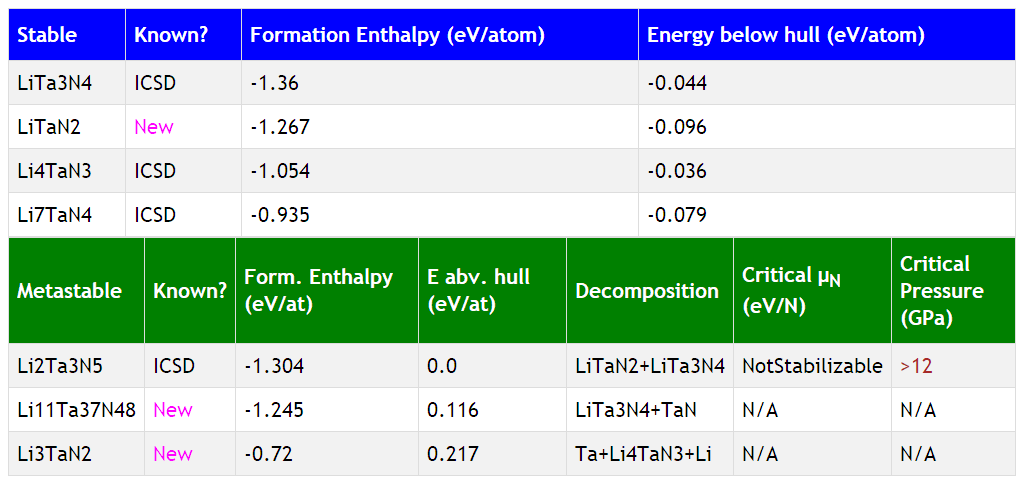 Stable Known? Formation Enthalpy (eV/atom) Energy below hull (eV/atom)
LiTa3N4 ICSD -1.36 -0.044
LiTaN2 New -1.267 -0.096
Li4TaN3 ICSD -1.054 -0.036
Li7TaN4 ICSD -0.935 -0.079
Metastable Known? Form. Enthalpy (eV/at) E abv. hull (eV/at) Decomposition Critical μN (eV/N) Critical Pressure (GPa)
Li2Ta3N5 ICSD -1.304 0.0 LiTaN2+LiTa3N4 NotStabilizable >12
Li11Ta37N48 New -1.245 0.116 LiTa3N4+TaN N/A N/A
Li3TaN2 New -0.72 0.217 Ta+Li4TaN3+Li N/A N/A